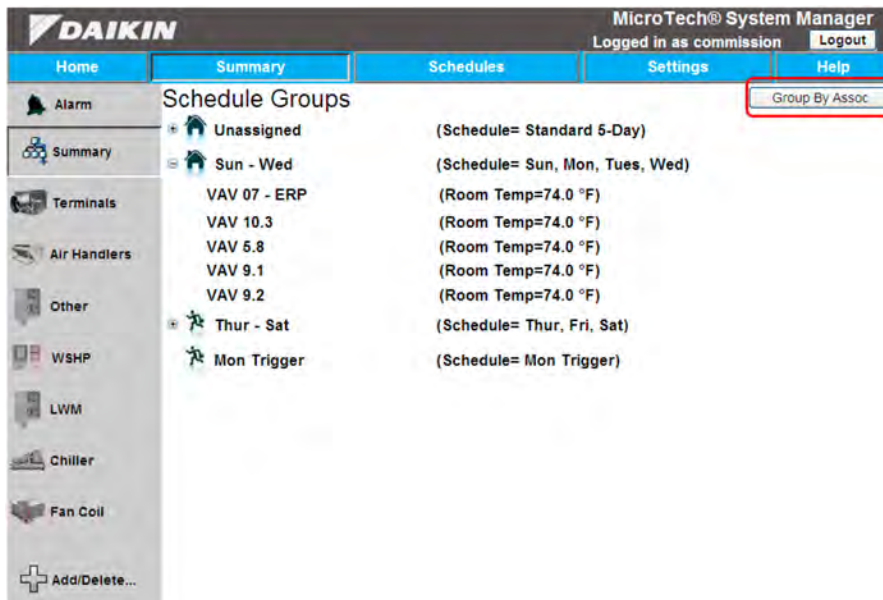 DAIKIN
MicroTech® System Manager
Logged in as commission Logout
Home Summary Schedules Settings Help
Alarm
Summary
Terminals
Air Handlers
Other
WSHP
LWM
Chiller
Fan Coil
Add/Delete...
Schedule Groups
Group By Assoc
Unassigned (Schedule= Standard 5-Day)
Sun - Wed (Schedule= Sun, Mon, Tues, Wed)
VAV 07 - ERP (Room Temp=74.0 °F)
VAV 10.3 (Room Temp=74.0 °F)
VAV 5.8 (Room Temp=74.0 °F)
VAV 9.1 (Room Temp=74.0 °F)
VAV 9.2 (Room Temp=74.0 °F)
Thur - Sat (Schedule= Thur, Fri, Sat)
Mon Trigger (Schedule= Mon Trigger)